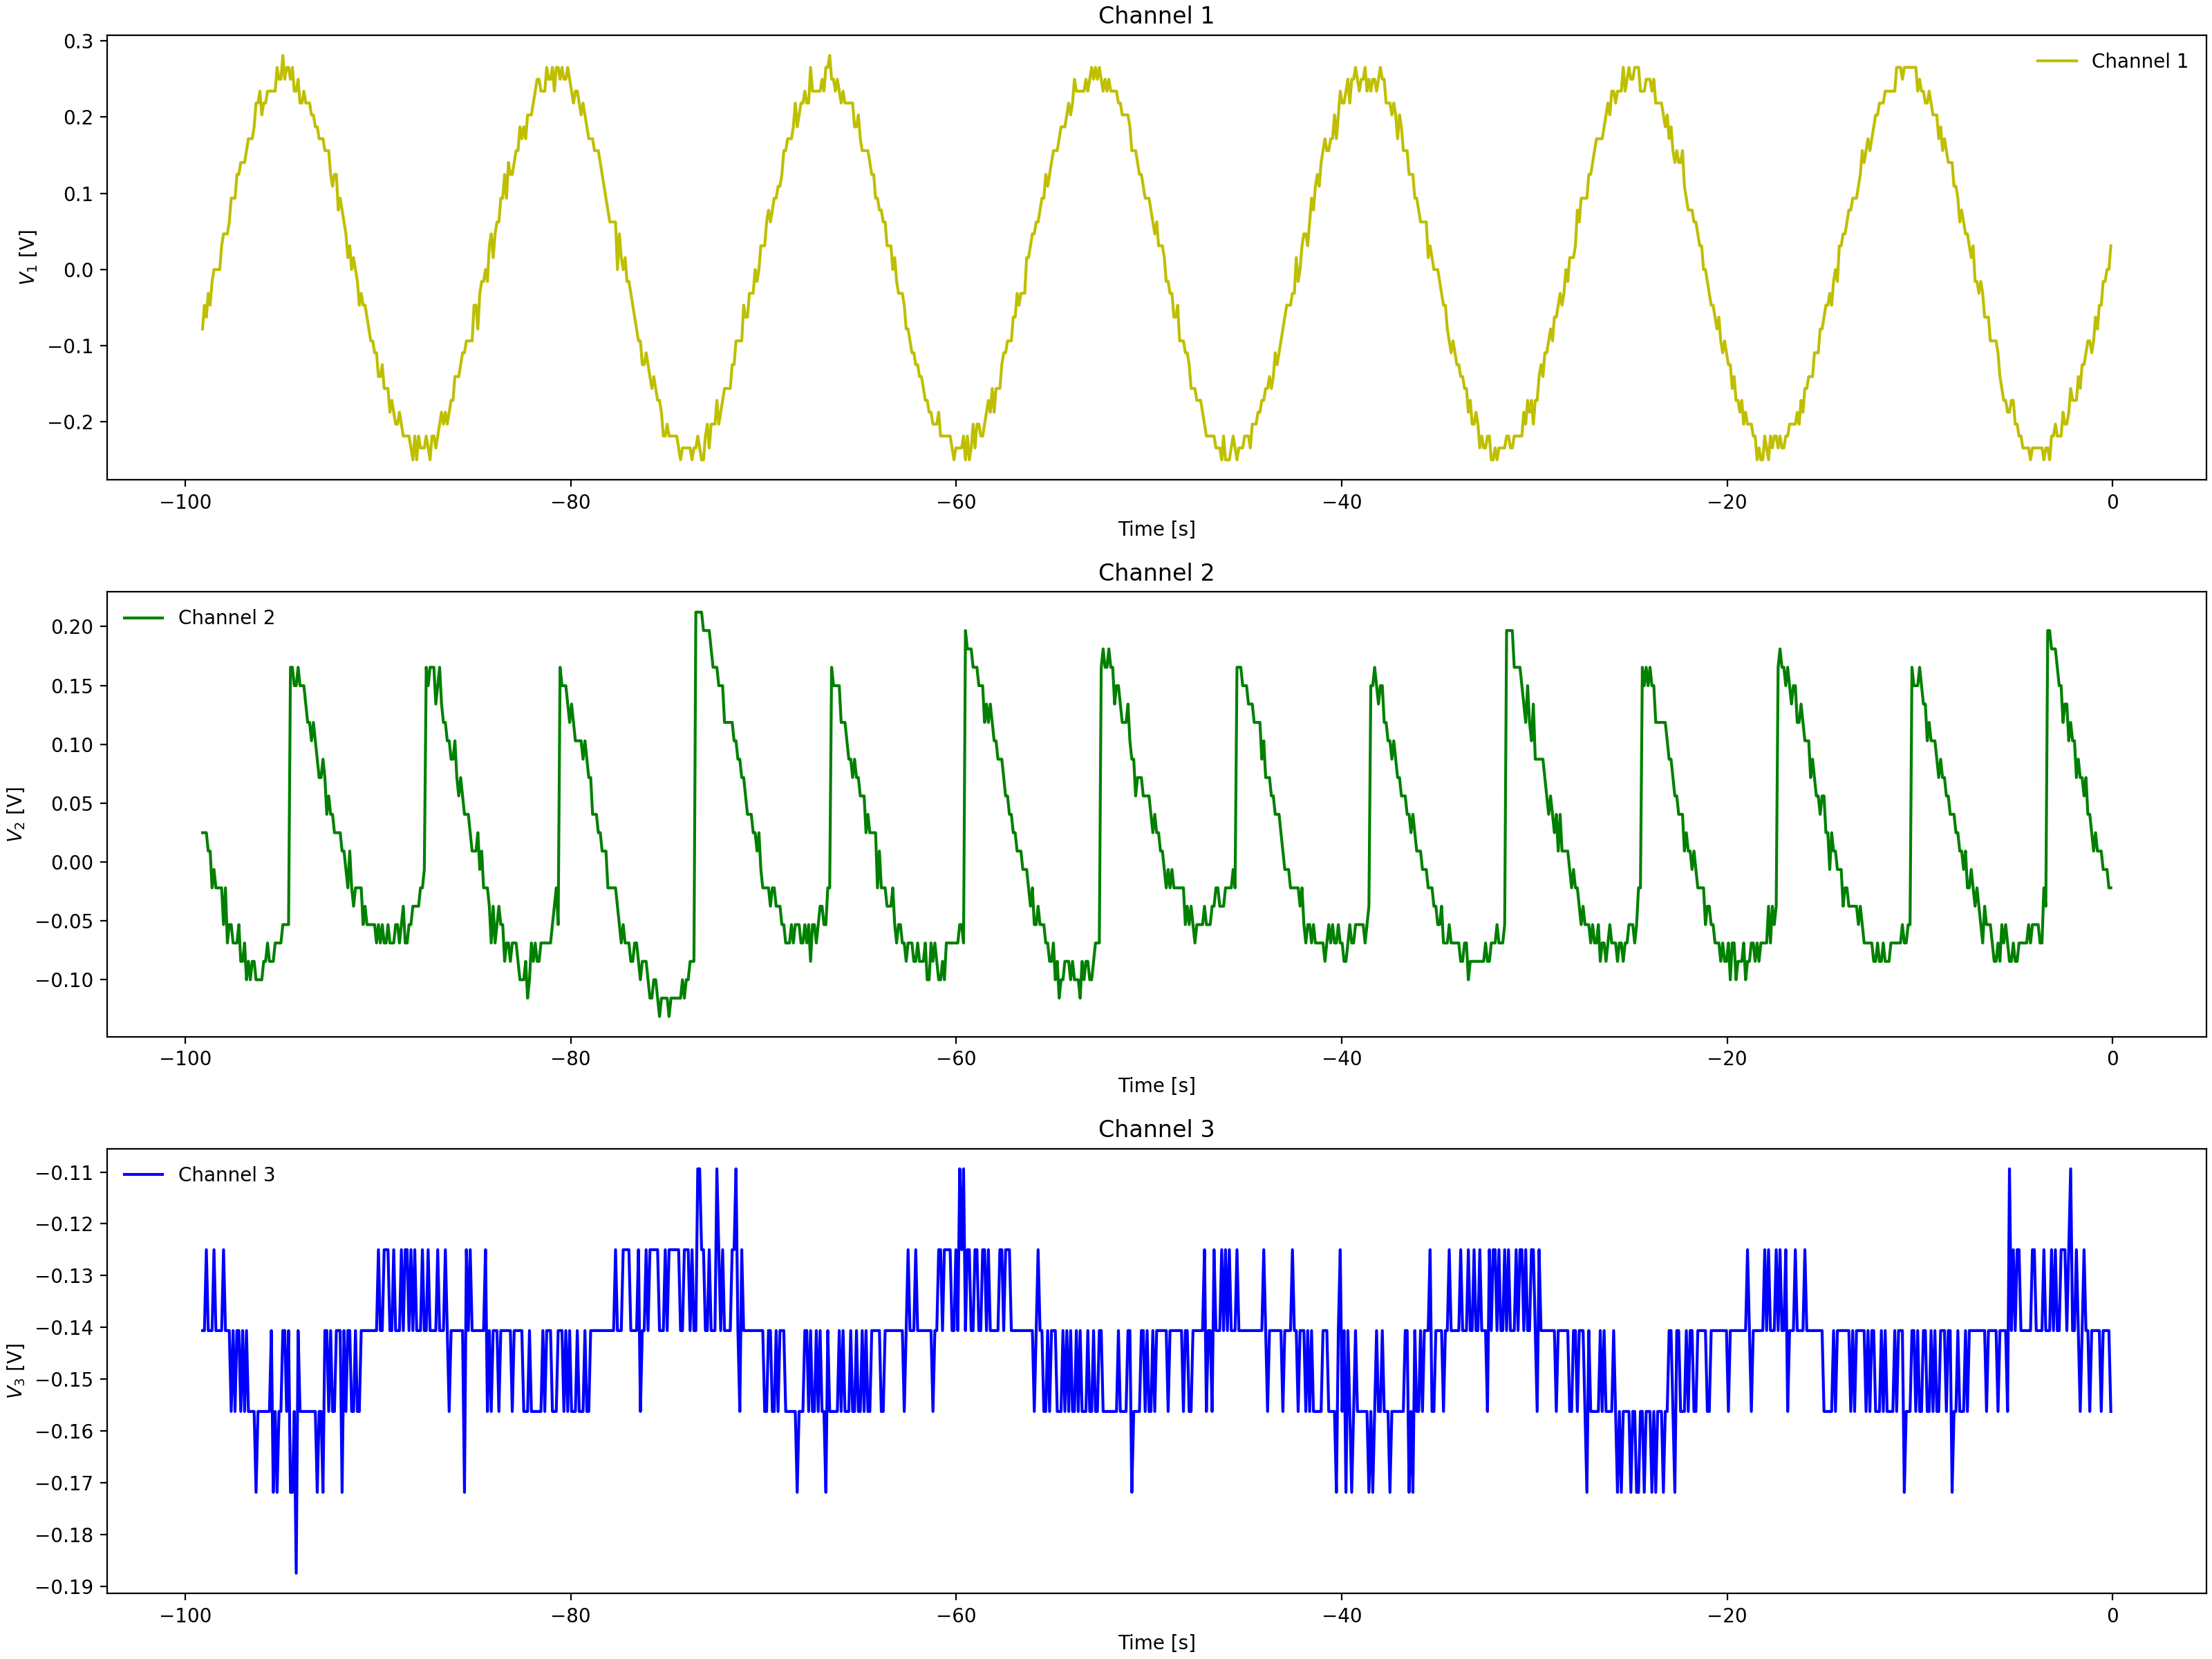 Channel 1
0.3
0.2
0.1
0.0
−0.1
−0.2
V1 [V]
Channel 1
−100 −80 −60 −40 −20 0
Time [s]
Channel 2
0.20
0.15
0.10
0.05
0.00
−0.05
−0.10
V2 [V]
Channel 2
−100 −80 −60 −40 −20 0
Time [s]
Channel 3
−0.11
−0.12
−0.13
−0.14
−0.15
−0.16
−0.17
−0.18
−0.19
V3 [V]
Channel 3
−100 −80 −60 −40 −20 0
Time [s]